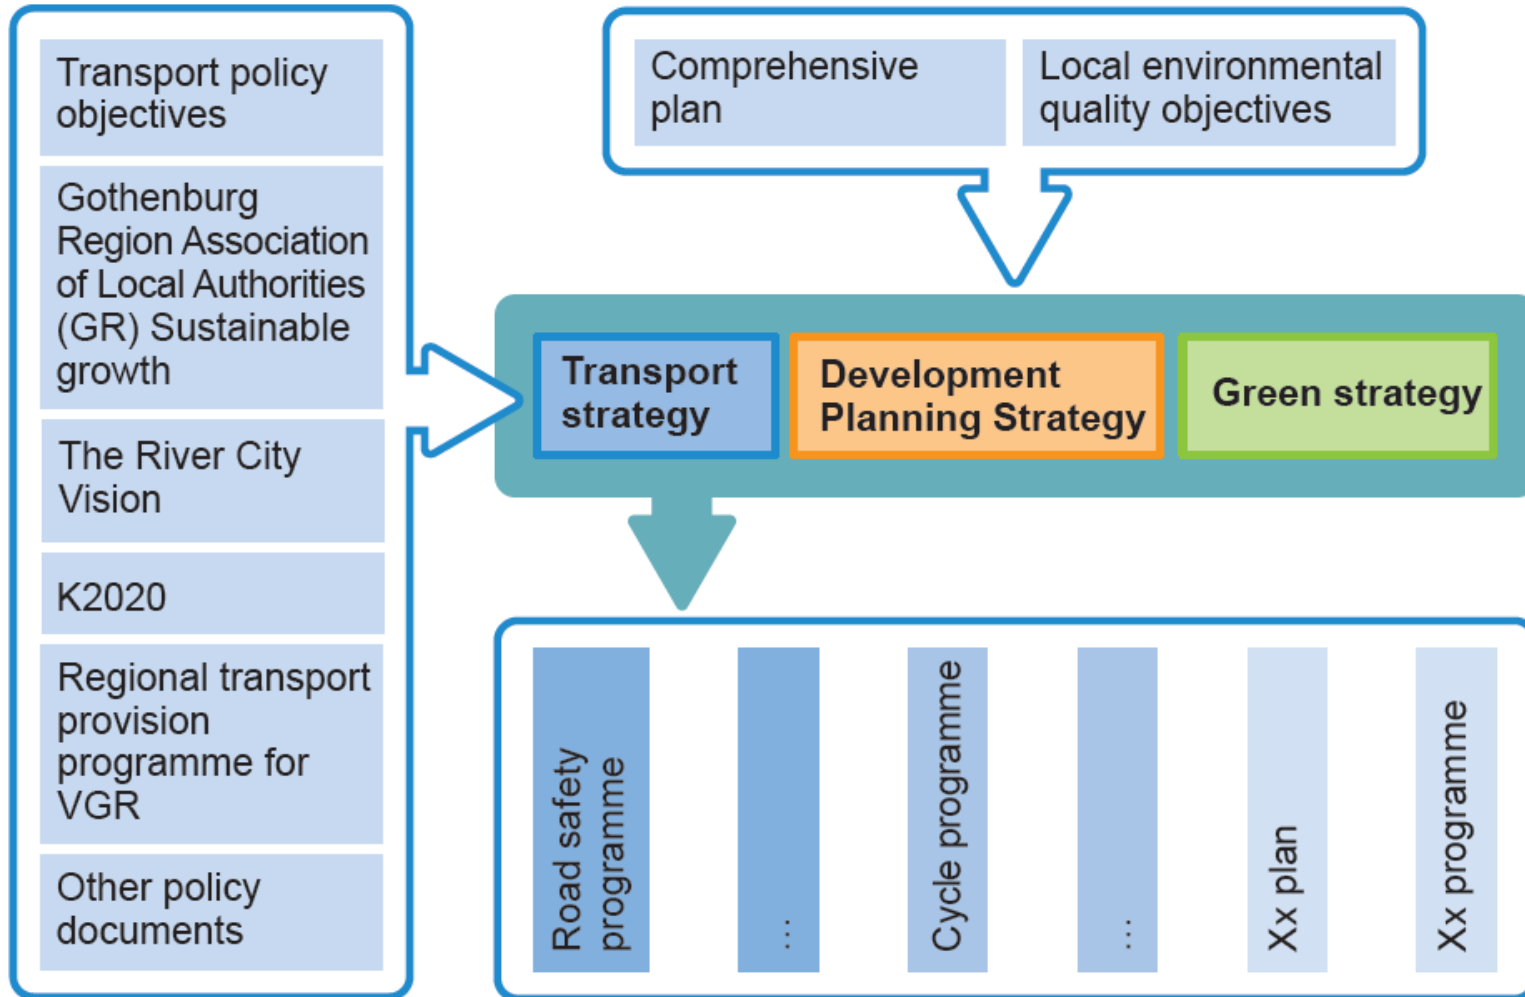 Transport policy
objectives
Gothenburg
Region Association
of Local Authorities
(GR) Sustainable
growth
The River City
Vision
K2020
Regional transport
provision
programme for
VGR
Other policy
documents
Comprehensive
plan
Local environmental
quality objectives
Transport
strategy
Development
Planning Strategy
Green strategy
Road safety
programme
...
Cycle programme
...
Xx plan
Xx programme